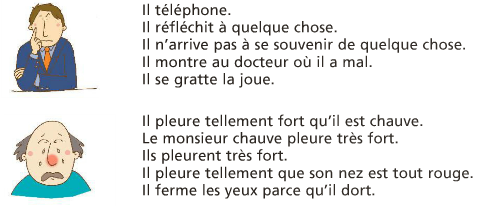 Il téléphone.
Il réfléchit à quelque chose.
Il n'arrive pas à se souvenir de quelque chose.
Il montre au docteur où il a mal.
Il se gratte la joue.
Il pleure tellement fort qu'il est chauve.
Le monsieur chauve pleure très fort.
Ils pleurent très fort.
Il pleure tellement que son nez est tout rouge.
Il ferme les yeux parce qu'il dort.